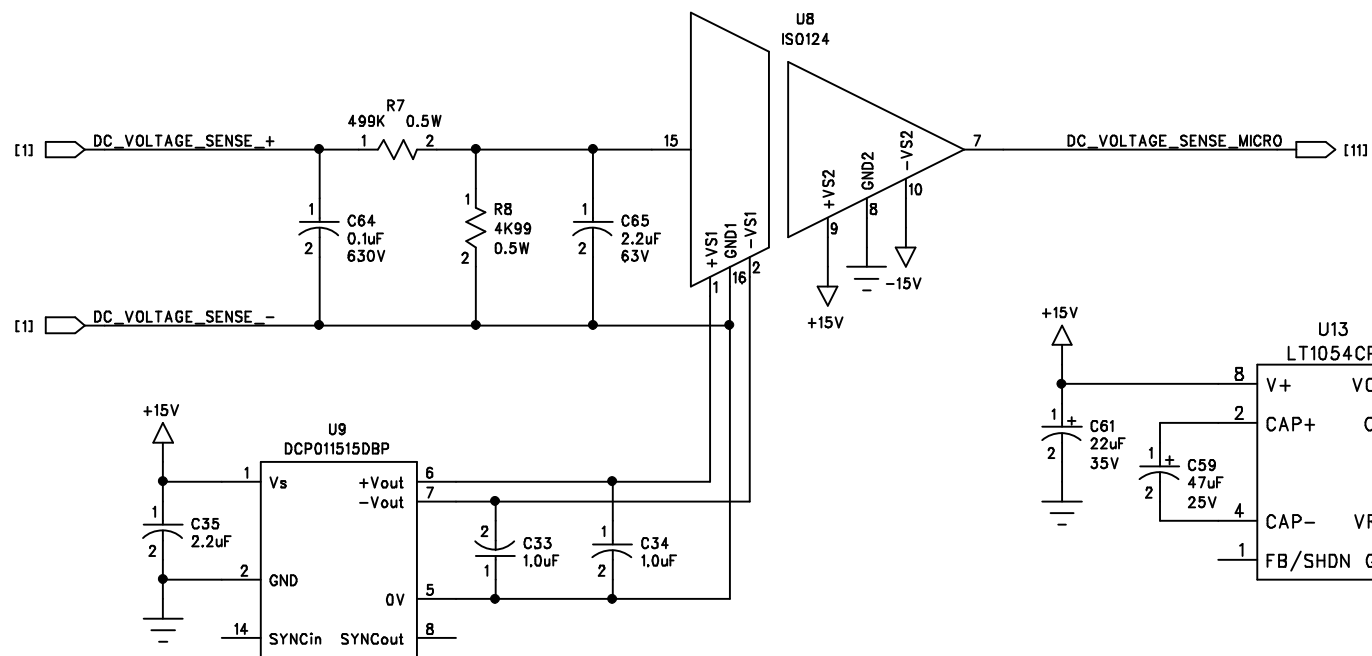 U8
ISO124
R7
499K 0.5W
[1] DC_VOLTAGE_SENSE_+ 1 2 15
7 DC_VOLTAGE_SENSE_MICRO [11]
1
C64
0.1uF
630V
2
1
R8
4K99
0.5W
2
1
C65
2.2uF
63V
2
+VS1
GND1
-VS1
1
16
2
+VS2
GND2
-VS2
9
8
10
-15V
+15V
[1] DC_VOLTAGE_SENSE_-
+15V
U9
DCP011515DBP
1 Vs +Vout 6
-Vout 7
1
C35
2.2uF
2
2 GND
0V 5
14 SYNCin SYNCout 8
2
C33
1.0uF
1
1
C34
1.0uF
2
+15V
1 +
C61
22uF
35V
2
1 +
C59
47uF
25V
2
U13
8 V+
2 CAP+
4 CAP-
1 FB/SHDN